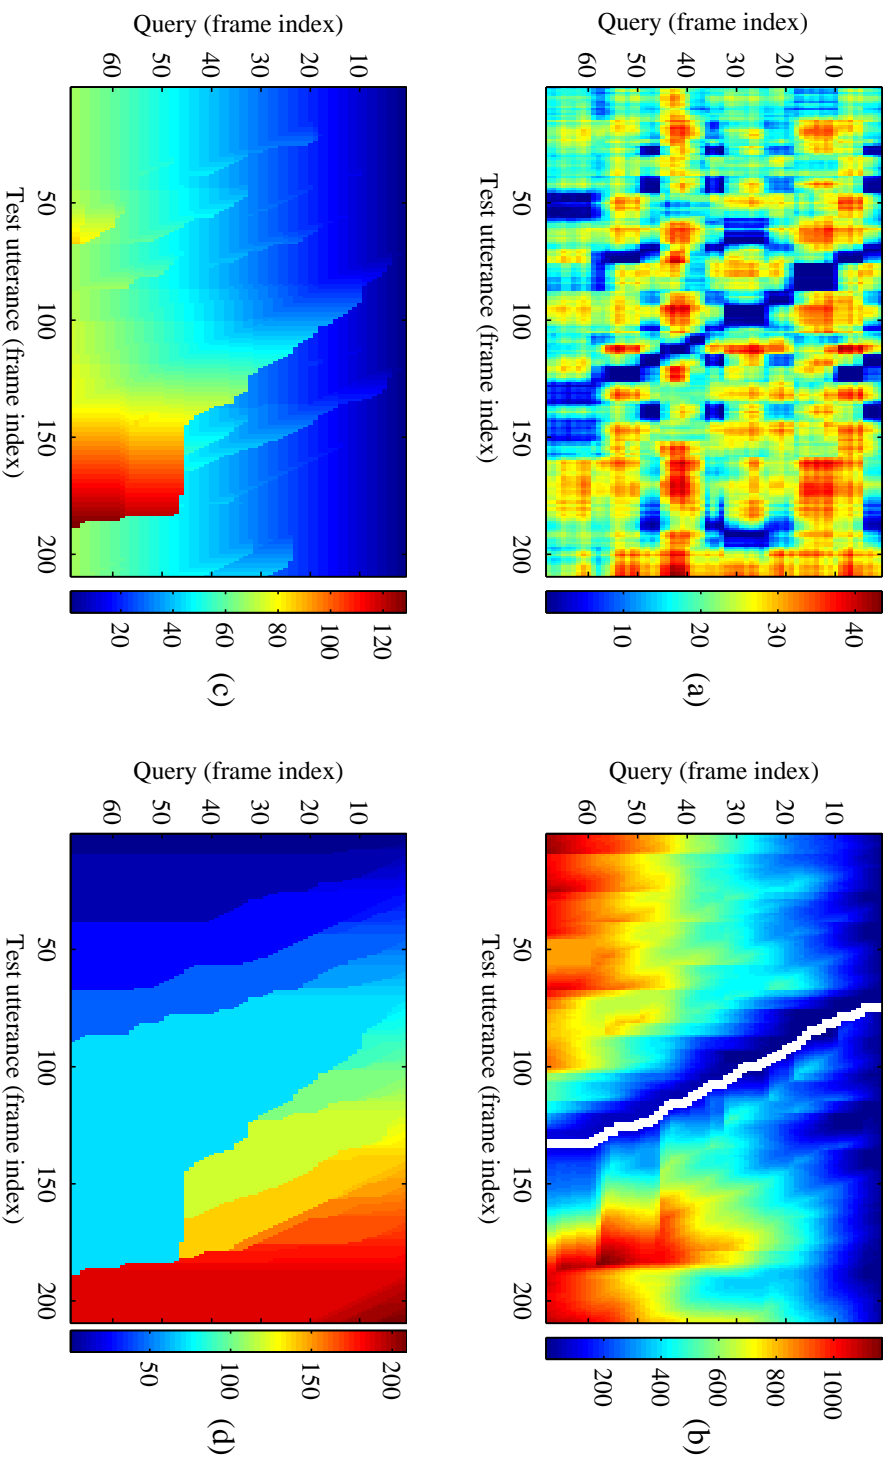 Query (frame index)
60 50 40 30 20 10
50 100 150 200
Test utterance (frame index)
10 20 30 40
(a)
Query (frame index)
60 50 40 30 20 10
50 100 150 200
Test utterance (frame index)
200 400 600 800 1000
(b)
Query (frame index)
60 50 40 30 20 10
50 100 150 200
Test utterance (frame index)
20 40 60 80 100 120
(c)
Query (frame index)
60 50 40 30 20 10
50 100 150 200
Test utterance (frame index)
50 100 150 200
(d)